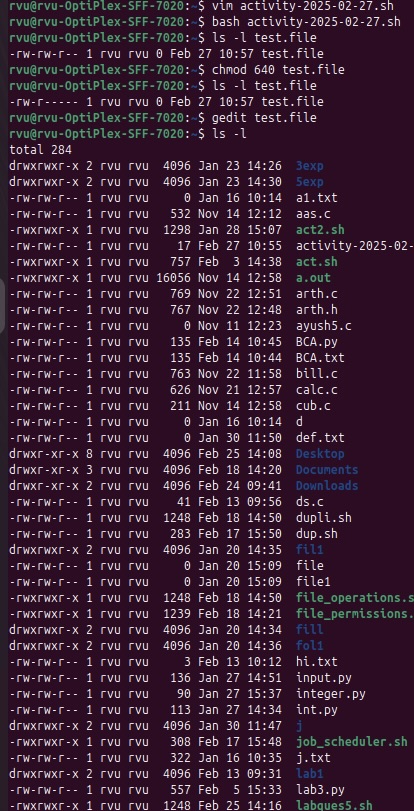 rvu@rvu-OptiPlex-SFF-7020:~$ vim activity-2025-02-27.sh
rvu@rvu-OptiPlex-SFF-7020:~$ bash activity-2025-02-27.sh
rvu@rvu-OptiPlex-SFF-7020:~$ ls -l test.file
-rw-rw-r-- 1 rvu rvu 0 Feb 27 10:57 test.file
rvu@rvu-OptiPlex-SFF-7020:~$ chmod 640 test.file
rvu@rvu-OptiPlex-SFF-7020:~$ ls -l test.file
-rw-r----- 1 rvu rvu 0 Feb 27 10:57 test.file
rvu@rvu-OptiPlex-SFF-7020:~$ gedit test.file
rvu@rvu-OptiPlex-SFF-7020:~$ ls -l
total 284
drwxrwxr-x 2 rvu rvu  4096 Jan 23 14:26 3exp
drwxrwxr-x 2 rvu rvu  4096 Jan 23 14:30 5exp
-rw-rw-r-- 1 rvu rvu     0 Jan 16 10:14 a1.txt
-rw-rw-r-- 1 rvu rvu   532 Nov 14 12:12 aas.c
-rwxrwxr-x 1 rvu rvu  1298 Jan 28 15:07 act2.sh
-rw-rw-r-- 1 rvu rvu    17 Feb 27 10:55 activity-2025-02-
-rwxrwxr-x 1 rvu rvu   757 Feb  3 14:38 act.sh
-rwxrwxr-x 1 rvu rvu 16056 Nov 14 12:58 a.out
-rw-rw-r-- 1 rvu rvu   769 Nov 22 12:51 arth.c
-rw-rw-r-- 1 rvu rvu   767 Nov 22 12:48 arth.h
-rw-rw-r-- 1 rvu rvu     0 Nov 11 12:23 ayush5.c
-rw-rw-r-- 1 rvu rvu   135 Feb 14 10:45 BCA.py
-rw-rw-r-- 1 rvu rvu   135 Feb 14 10:44 BCA.txt
-rw-rw-r-- 1 rvu rvu   763 Nov 22 11:58 bill.c
-rw-rw-r-- 1 rvu rvu   626 Nov 21 12:57 calc.c
-rw-rw-r-- 1 rvu rvu   211 Nov 14 12:58 cub.c
-rw-rw-r-- 1 rvu rvu     0 Jan 16 10:14 d
-rw-rw-r-- 1 rvu rvu     0 Jan 30 11:50 def.txt
drwxr-xr-x 8 rvu rvu  4096 Feb 25 14:08 Desktop
drwxr-xr-x 3 rvu rvu  4096 Feb 18 14:20 Documents
drwxr-xr-x 2 rvu rvu  4096 Feb 24 09:41 Downloads
-rw-rw-r-- 1 rvu rvu    41 Feb 13 09:56 ds.c
-rw-rw-r-- 1 rvu rvu  1248 Feb 18 14:50 dupli.sh
-rw-rw-r-- 1 rvu rvu   283 Feb 17 15:50 dup.sh
drwxrwxr-x 2 rvu rvu  4096 Jan 20 14:35 fil1
-rw-rw-r-- 1 rvu rvu     0 Jan 20 15:09 file
-rw-rw-r-- 1 rvu rvu     0 Jan 20 15:09 file1
-rwxrwxr-x 1 rvu rvu  1248 Feb 18 14:50 file_operations.s
-rwxrwxr-x 1 rvu rvu  1239 Feb 18 14:21 file_permissions.
drwxrwxr-x 2 rvu rvu  4096 Jan 20 14:34 fill
drwxrwxr-x 2 rvu rvu  4096 Jan 20 14:36 fol1
-rw-rw-r-- 1 rvu rvu     3 Feb 13 10:12 hi.txt
-rw-rw-r-- 1 rvu rvu   136 Jan 27 14:51 input.py
-rw-rw-r-- 1 rvu rvu    90 Jan 27 15:37 integer.py
-rw-rw-r-- 1 rvu rvu   113 Jan 27 14:34 int.py
drwxrwxr-x 2 rvu rvu  4096 Jan 30 11:47 j
-rwxrwxr-x 1 rvu rvu   308 Feb 17 15:48 job_scheduler.sh
-rw-rw-r-- 1 rvu rvu   322 Jan 16 10:35 j.txt
drwxrwxr-x 2 rvu rvu  4096 Feb 13 09:31 lab1
-rw-rw-r-- 1 rvu rvu   557 Feb  5 15:33 lab3.py
-rwxrwxr-x 1 rvu rvu  1248 Feb 25 14:16 labques5.sh